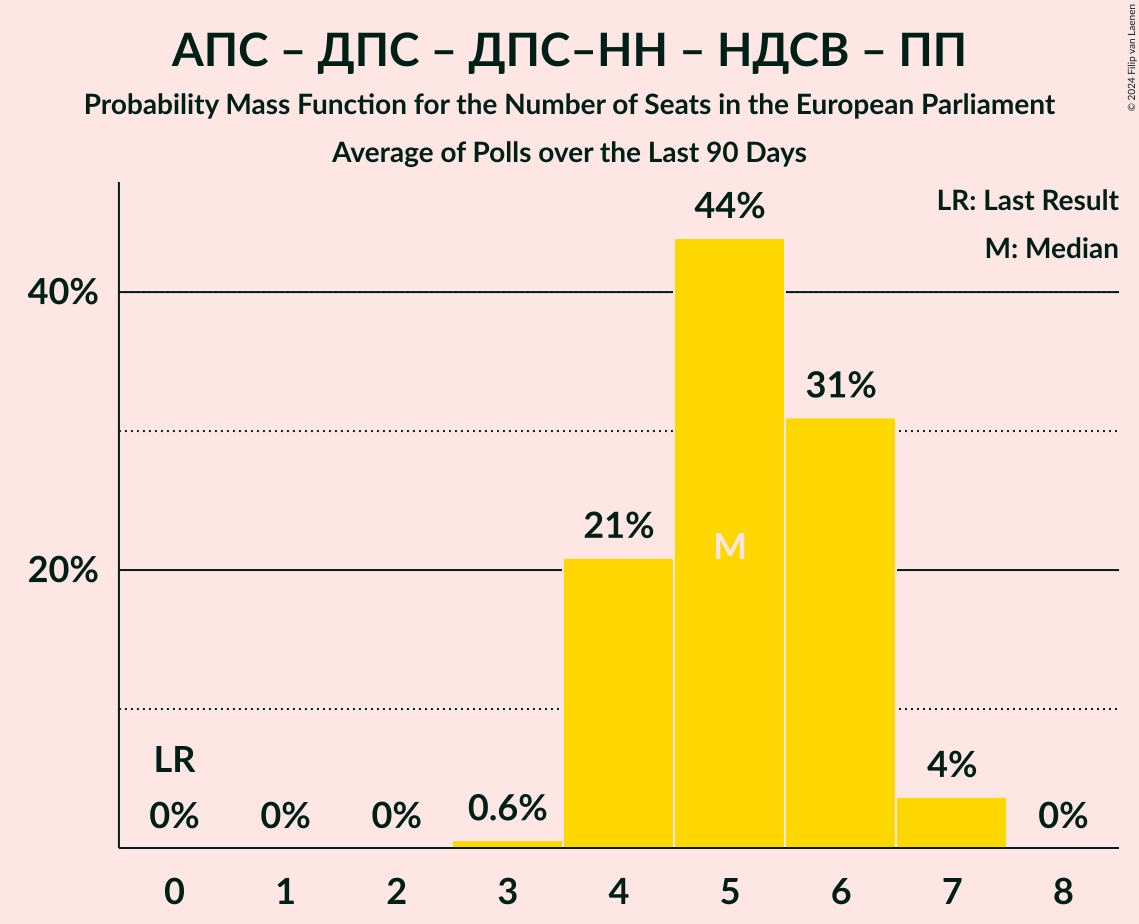 АПС – ДПС – ДПС–НН – НДСВ – ПП
Probability Mass Function for the Number of Seats in the European Parliament
Average of Polls over the Last 90 Days
© 2024 Filip van Laenen
LR: Last Result
M: Median
44%
40%
31%
21%
M
20%
LR
4%
0%
0%
0%
0.6%
0%
0
1
2
3
4
5
6
7
8